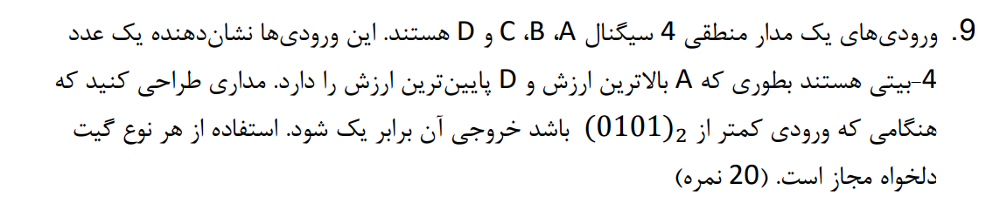 9. ورودی‌های یک مدار منطقی 4 سیگنال A، B، C و D هستند. این ورودی‌ها نشان‌دهنده یک عدد
4-بیتی هستند بطوری که A بالاترین ارزش و D پایین‌ترین ارزش را دارد. مداری طراحی کنید که
هنگامی که ورودی کمتر از (0101)₂ باشد خروجی آن برابر یک شود. استفاده از هر نوع گیت
دلخواه مجاز است. (20 نمره)